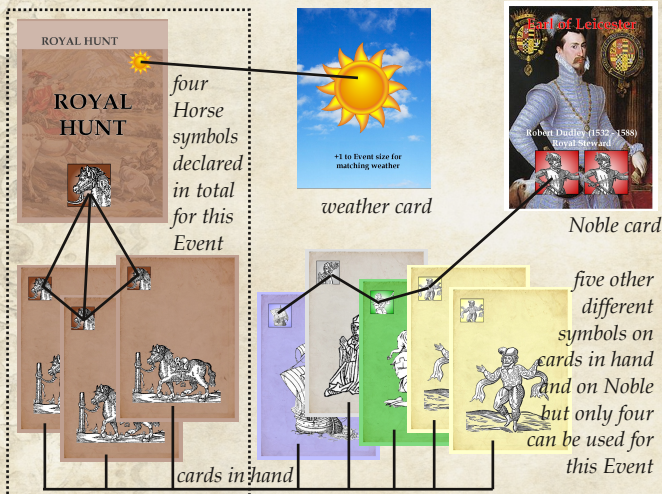 ROYAL HUNT
ROYAL
HUNT
four
Horse
symbols
declared
in total
for this
Event
+1 to Event size for
matching weather
weather card
Earl of Leicester
Robert Dudley (1532 - 1588)
Royal Steward
Noble card
five other
different
symbols on
cards in hand
and on Noble
but only four
can be used for
this Event
cards in hand